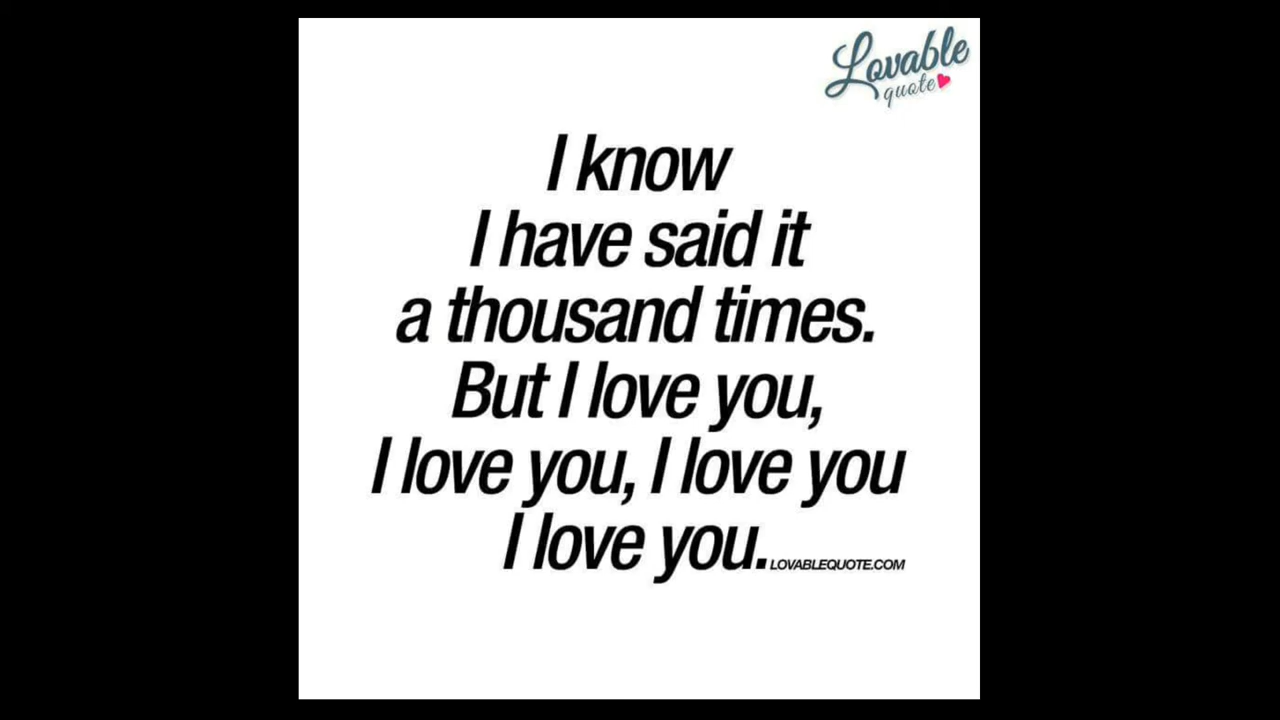 Lovable
quote
I know
I have said it
a thousand times.
But I love you,
I love you, I love you
I love you.
LOVABLEQUOTE.COM